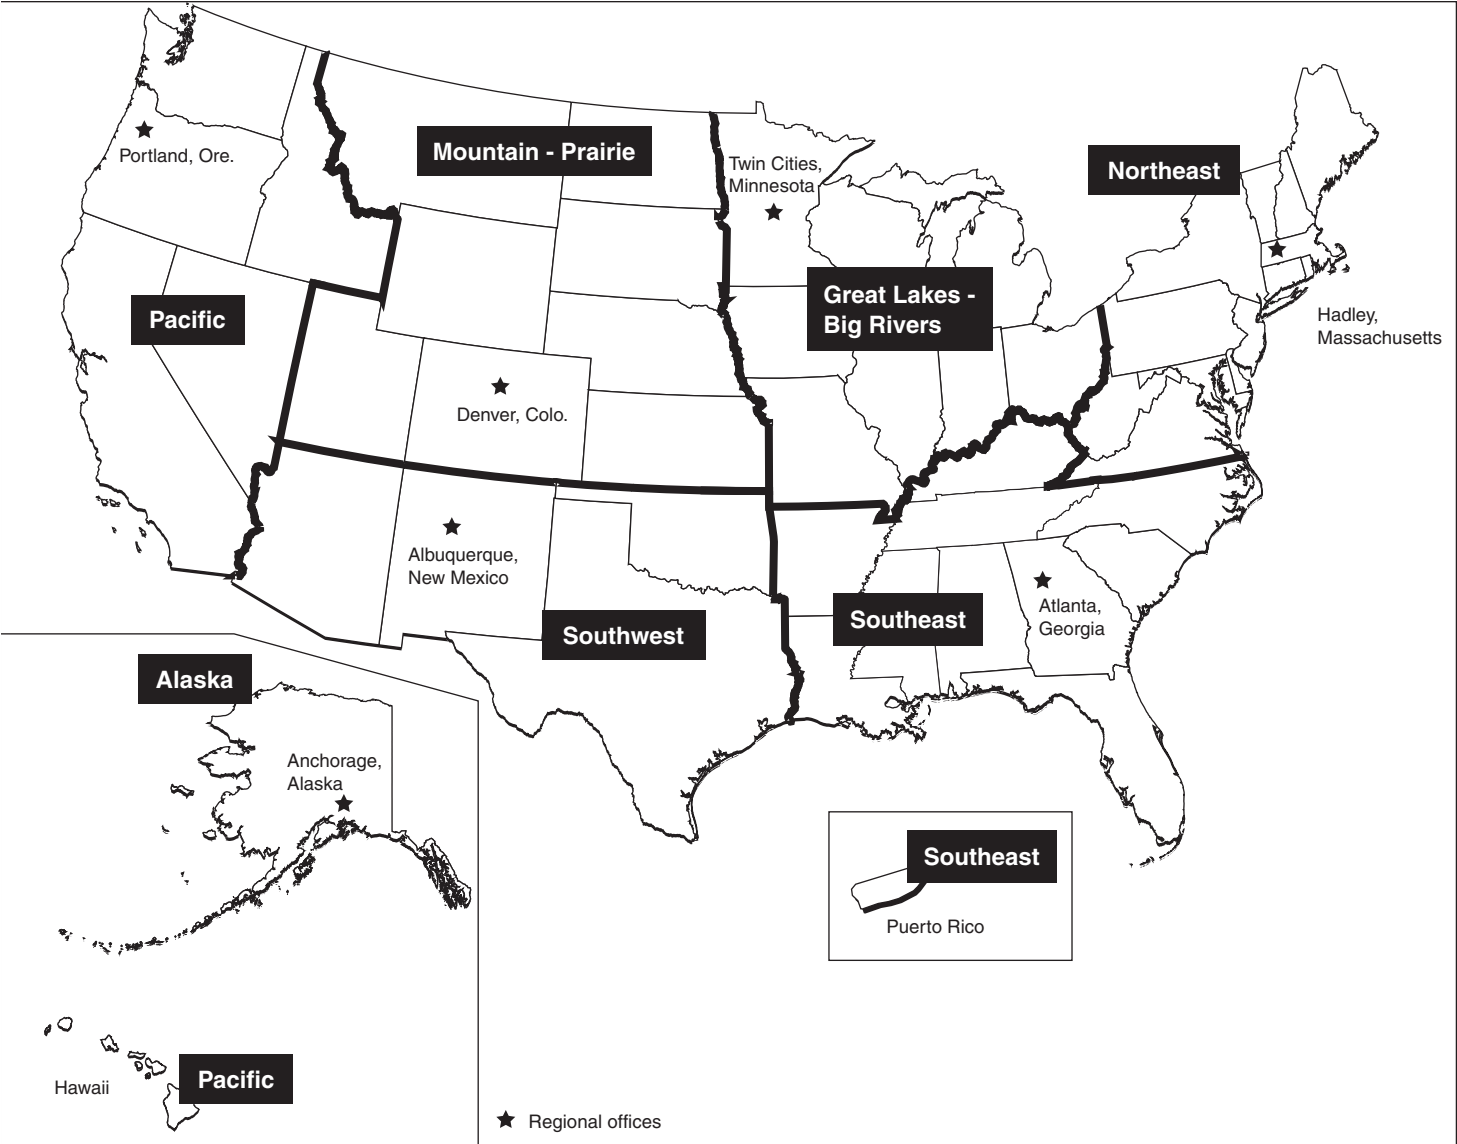 Portland, Ore.
Mountain - Prairie
Twin Cities,
Minnesota
Northeast
Pacific
Great Lakes -
Big Rivers
Hadley,
Massachusetts
Denver, Colo.
Albuquerque,
New Mexico
Southwest
Southeast
Atlanta,
Georgia
Alaska
Anchorage,
Alaska
Southeast
Puerto Rico
Hawaii
Pacific
Regional offices